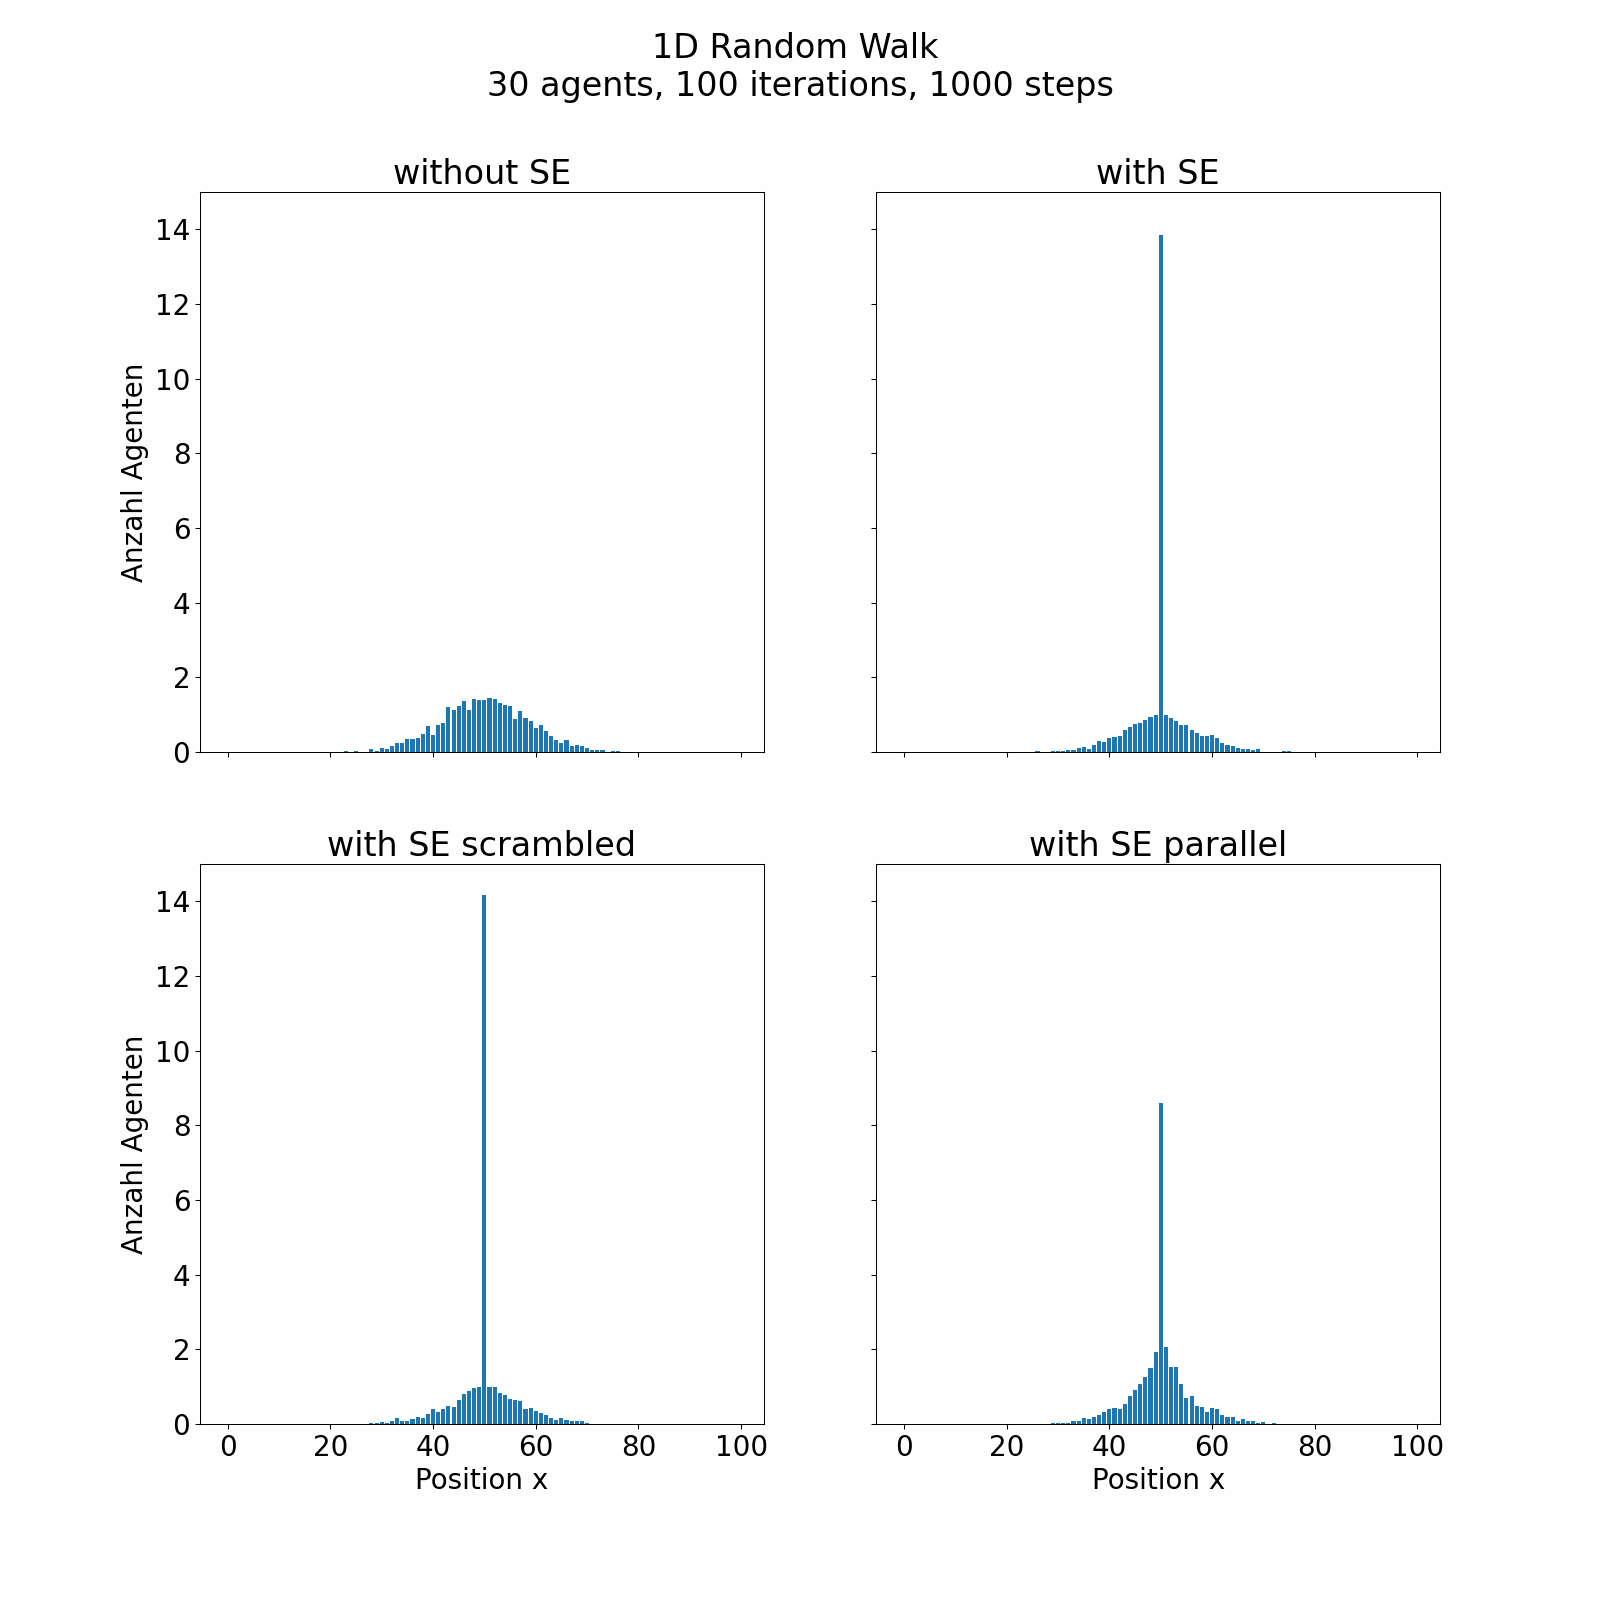 1D Random Walk
30 agents, 100 iterations, 1000 steps
without SE
with SE
14
12
10
8
6
4
2
0
Anzahl Agenten
with SE scrambled
with SE parallel
14
12
10
8
6
4
2
0
Anzahl Agenten
0 20 40 60 80 100
Position x
0 20 40 60 80 100
Position x